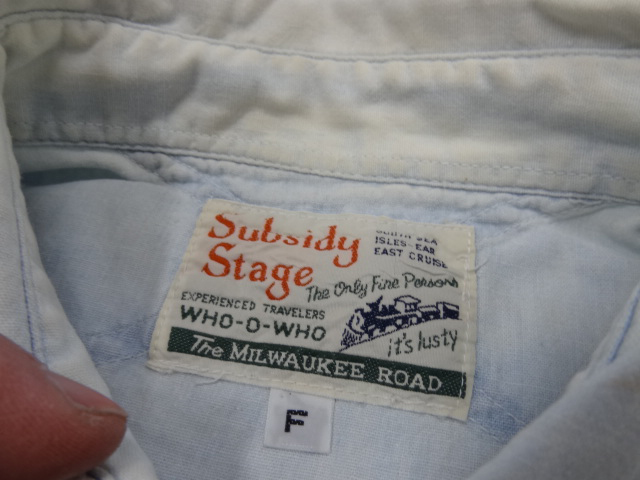 Subsidy
Stage
SOUTH SEA
ISLES-EAR
EAST CRUISE
The Only Fine Persons
EXPERIENCED TRAVELERS
WHO-O-WHO
it's lusty
The MILWAUKEE ROAD
F